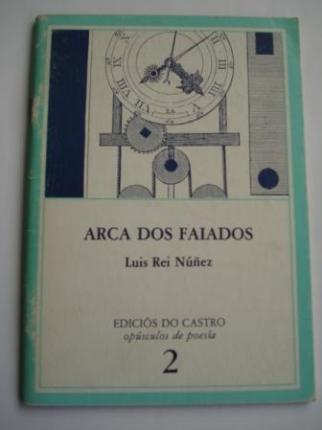 ARCA DOS FAIADOS
Luis Rei Núñez
EDICIÓS DO CASTRO
opúsculos de poesía
2